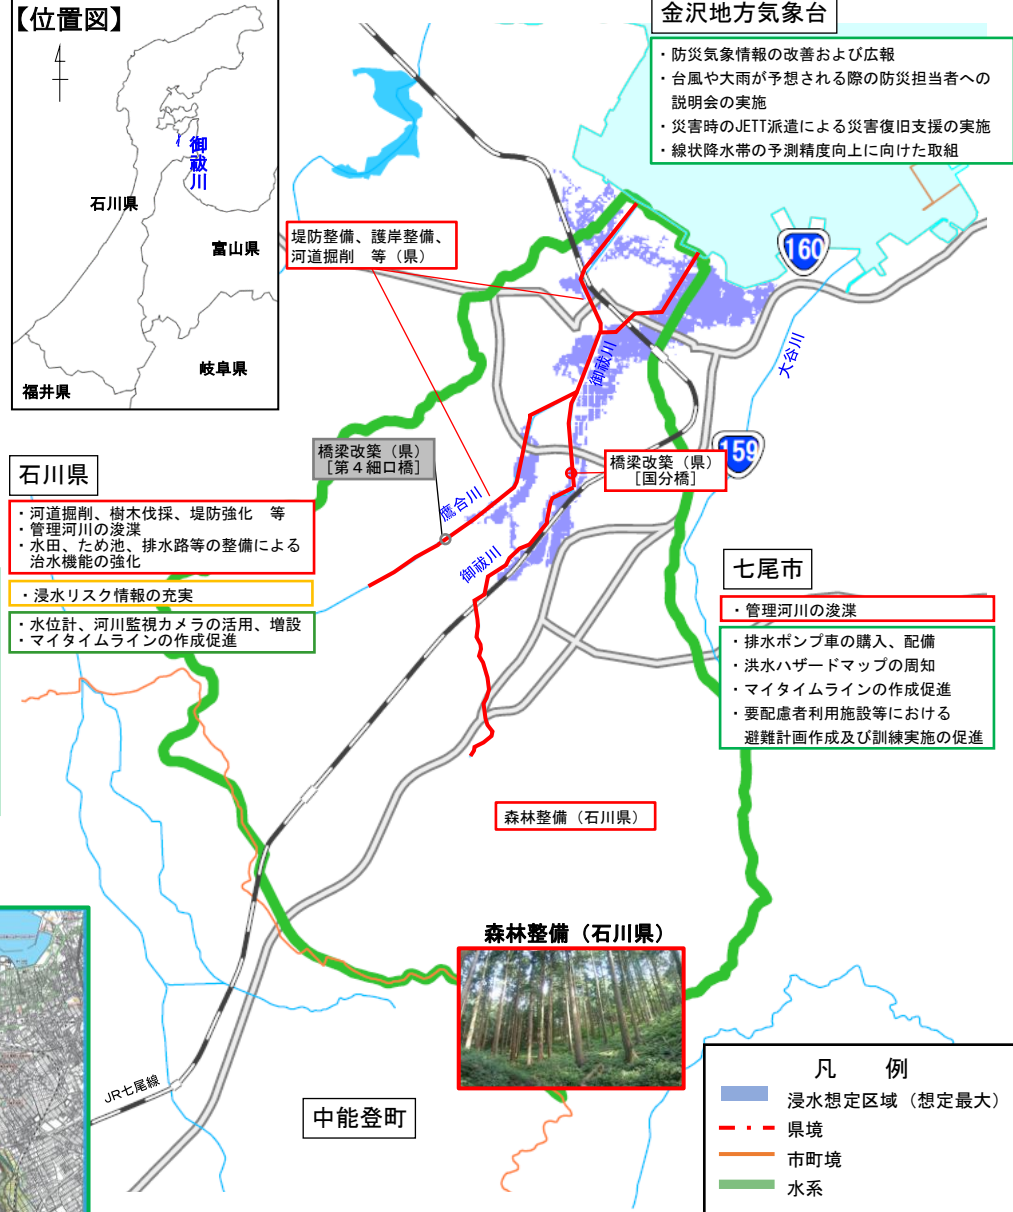 【位置図】
御祓川
石川県
富山県
岐阜県
福井県
金沢地方気象台
・防災気象情報の改善および広報
・台風や大雨が予想される際の防災担当者への
説明会の実施
・災害時のJETT派遣による災害復旧支援の実施
・線状降水帯の予測精度向上に向けた取組
堤防整備、護岸整備、
河道掘削 等（県）
160
大谷川
御祓川
159
橋梁改築（県）
［第４細口橋］
橋梁改築（県）
［国分橋］
鷹合川
御祓川
石川県
・河道掘削、樹木伐採、堤防強化 等
・管理河川の浚渫
・水田、ため池、排水路等の整備による
治水機能の強化
・浸水リスク情報の充実
・水位計、河川監視カメラの活用、増設
・マイタイムラインの作成促進
七尾市
・管理河川の浚渫
・排水ポンプ車の購入、配備
・洪水ハザードマップの周知
・マイタイムラインの作成促進
・要配慮者利用施設等における
避難計画作成及び訓練実施の促進
森林整備（石川県）
森林整備（石川県）
JR七尾線
中能登町
凡 例
浸水想定区域（想定最大）
県境
市町境
水系